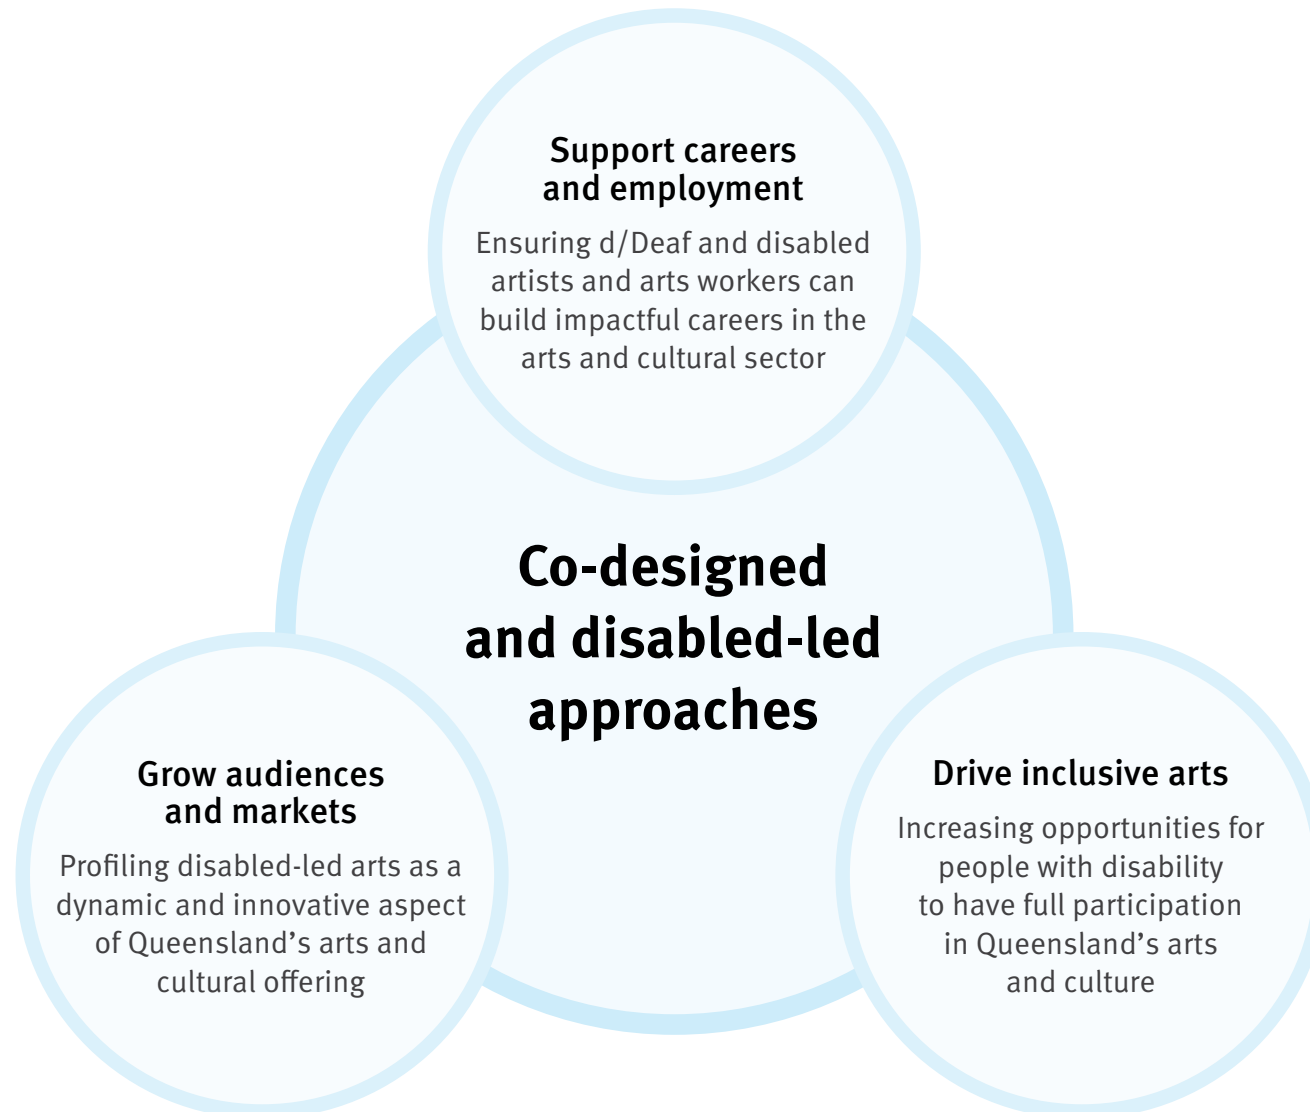 Support careers
and employment
Ensuring d/Deaf and disabled
artists and arts workers can
build impactful careers in the
arts and cultural sector
Co-designed
and disabled-led
approaches
Grow audiences
and markets
Profiling disabled-led arts as a
dynamic and innovative aspect
of Queensland’s arts and
cultural offering
Drive inclusive arts
Increasing opportunities for
people with disability
to have full participation
in Queensland’s arts
and culture